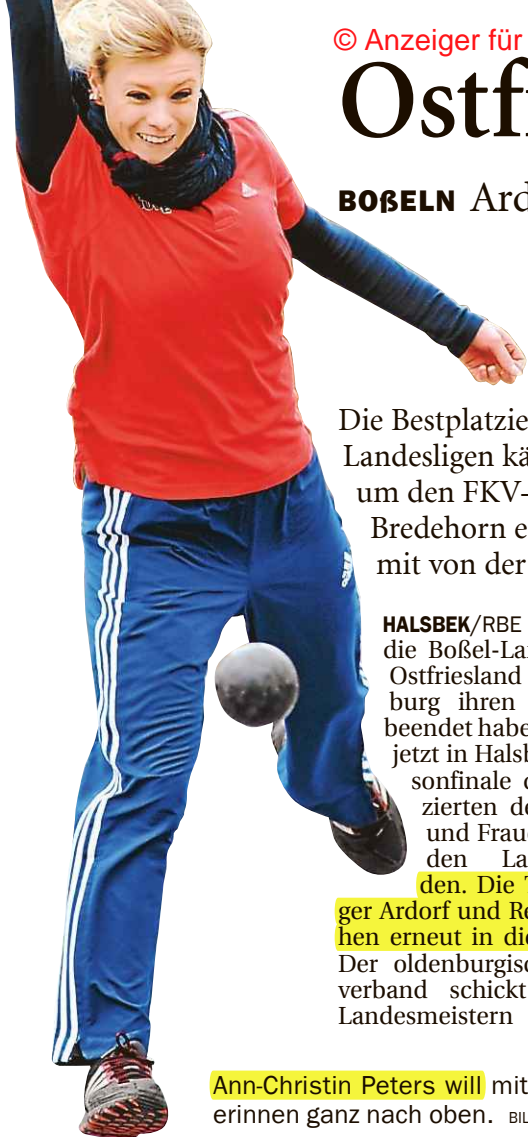 © Anzeiger für
Ostf
BOßELN Ard
Die Bestplatzie
Landesligen kä
um den FKV-
Bredehorn e
mit von der
HALSBEK/RBE
die Boßel-La
Ostfriesland
burg ihren
beendet habe
jetzt in Halsb
sonfinale d
zierten de
und Frau
den La
den. Die
ger Ardorf und Re
hen erneut in di
Der oldenburgis
verband schickt
Landesmeistern
Ann-Christin Peters will mit
erinnen ganz nach oben. BIL